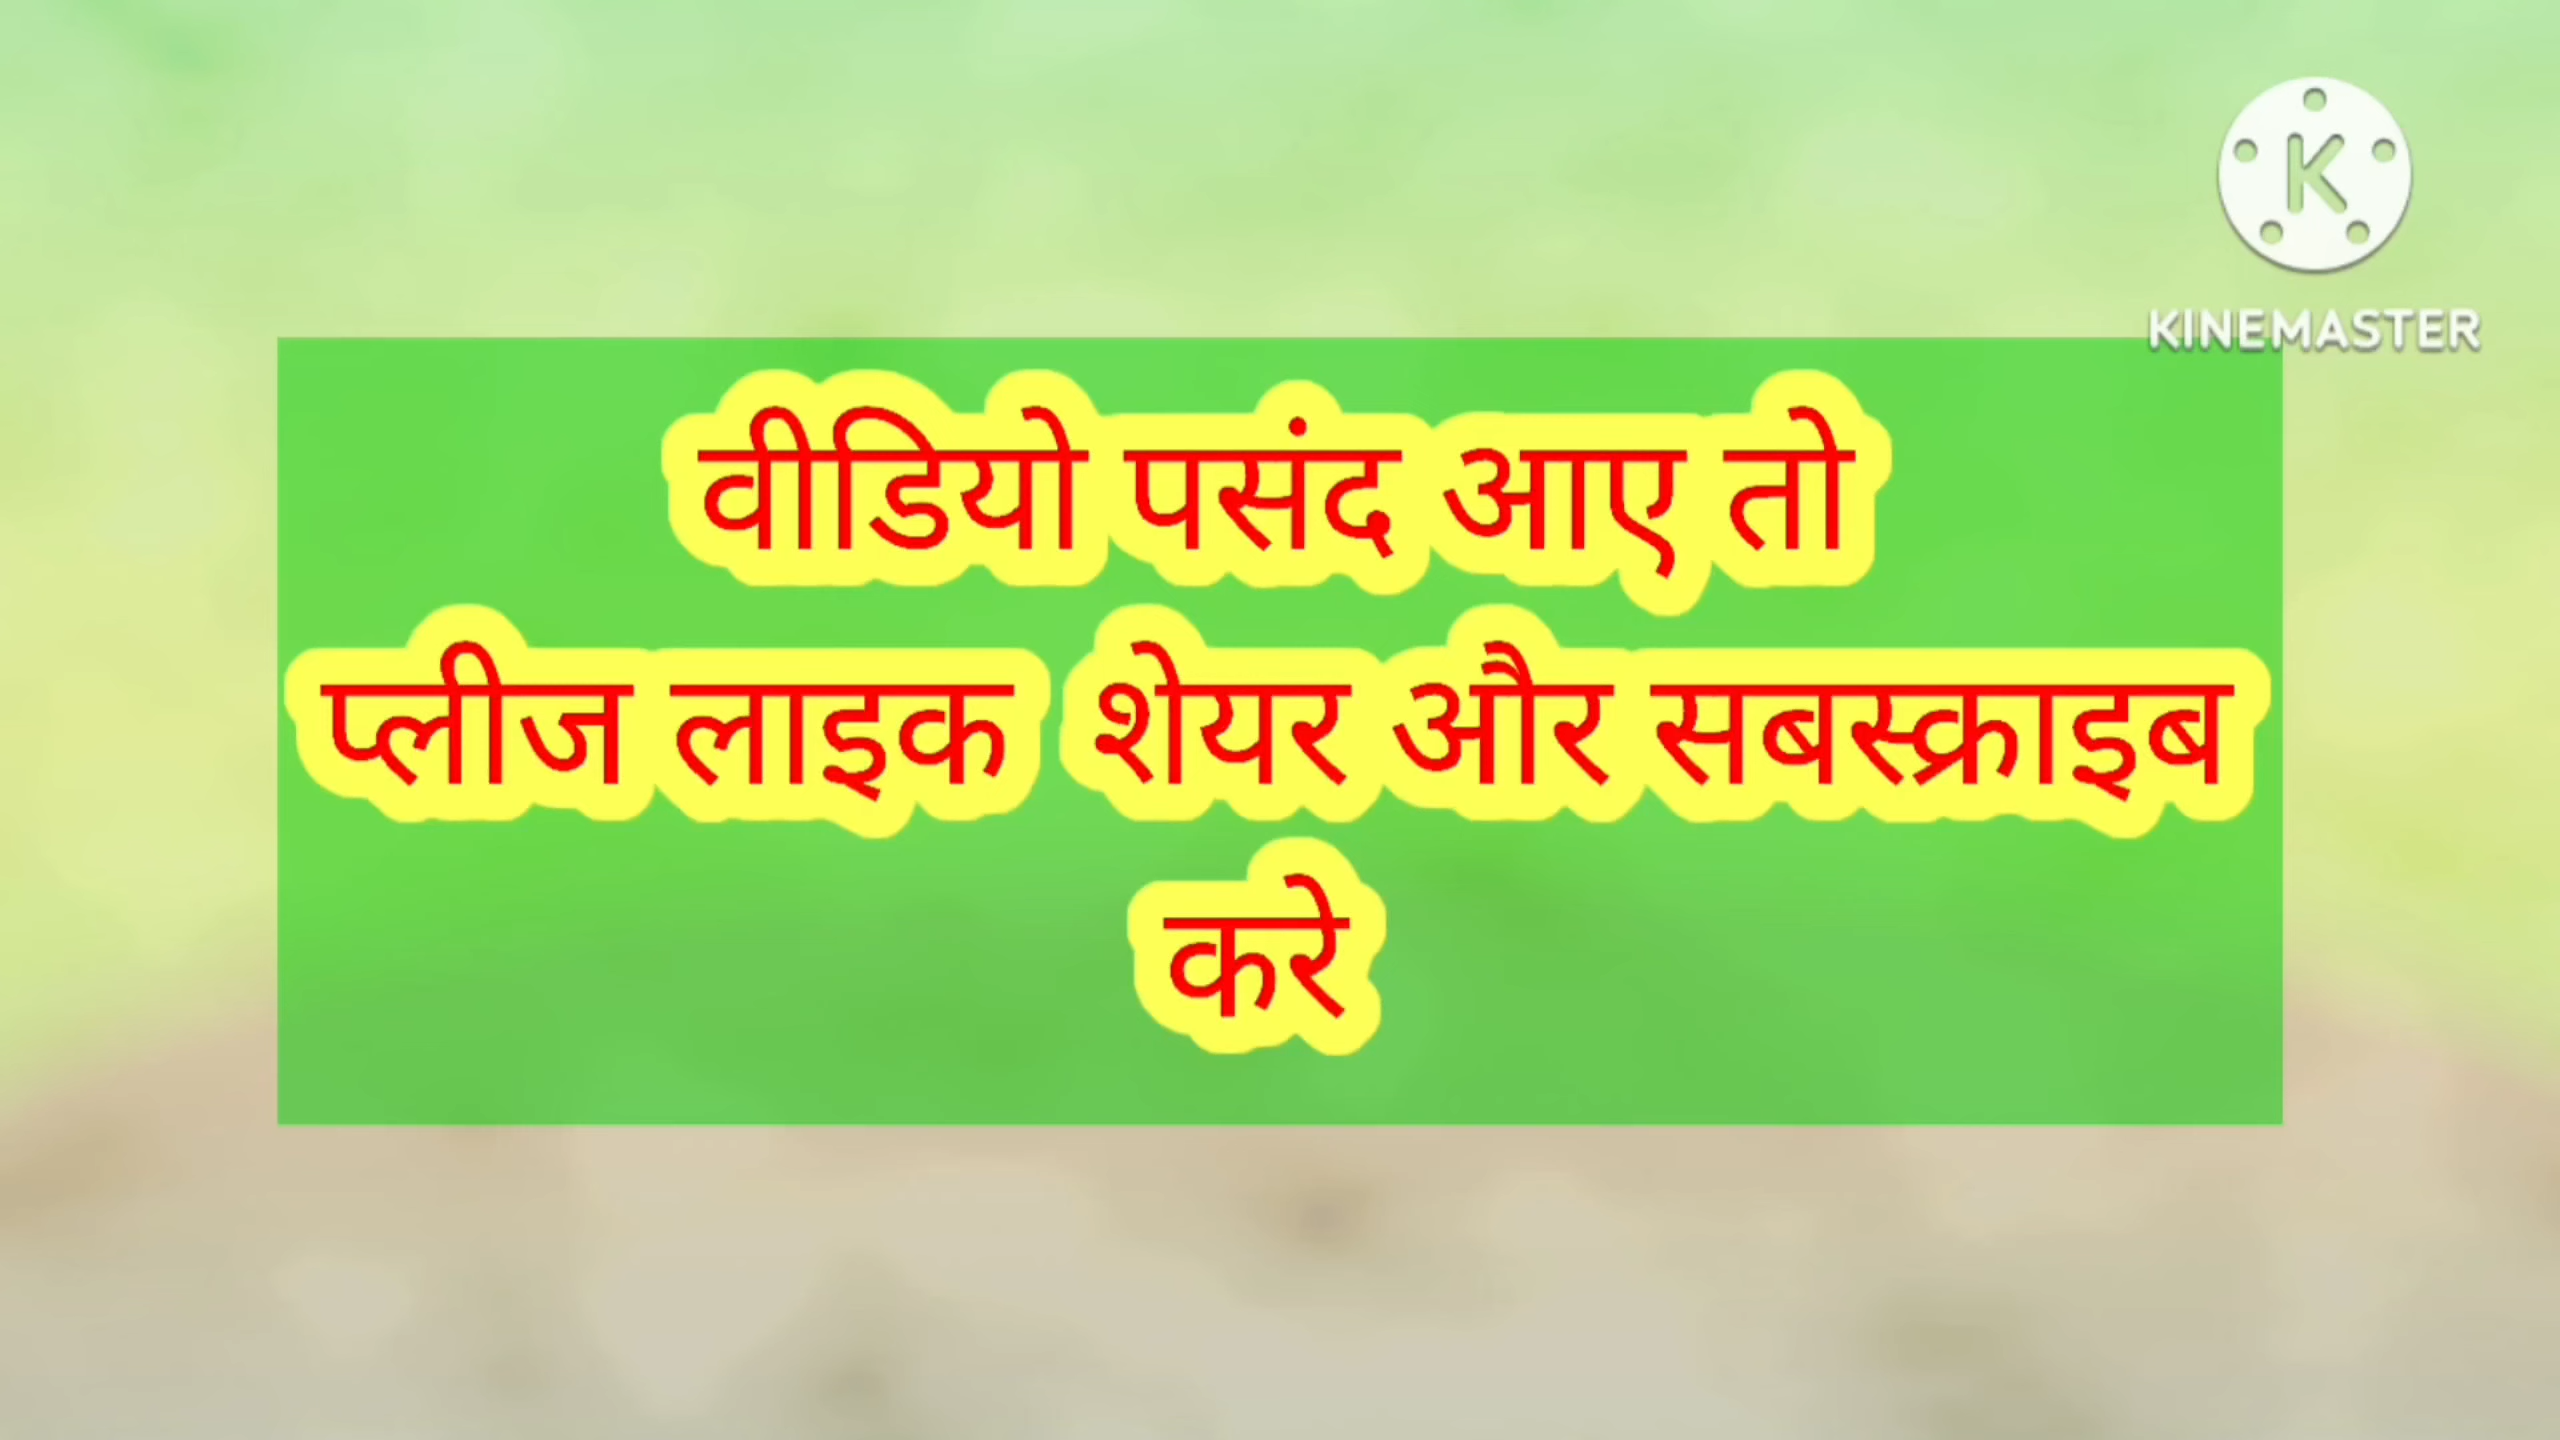 KINEMASTER
वीडियो पसंद आए तो
प्लीज लाइक  शेयर और सबस्क्राइब
करे